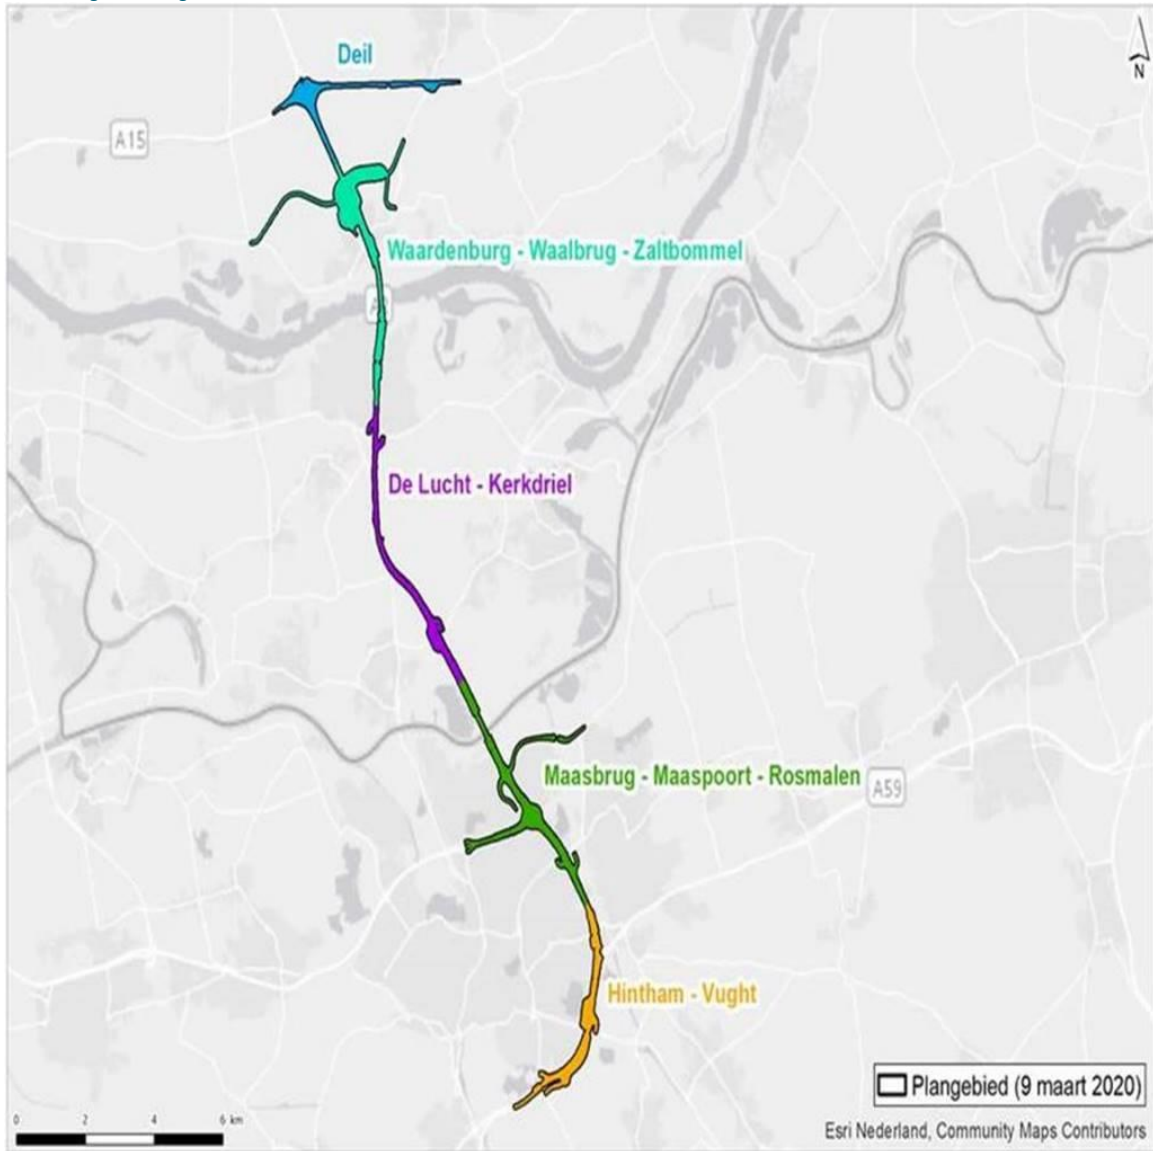 Deil
N
A15
Waardenburg - Waalbrug - Zaltbommel
De Lucht - Kerkdriel
Maasbrug - Maaspoort - Rosmalen
A59
Hintham - Vught
Plangebied (9 maart 2020)
0 2 4 6 km
Esri Nederland, Community Maps Contributors